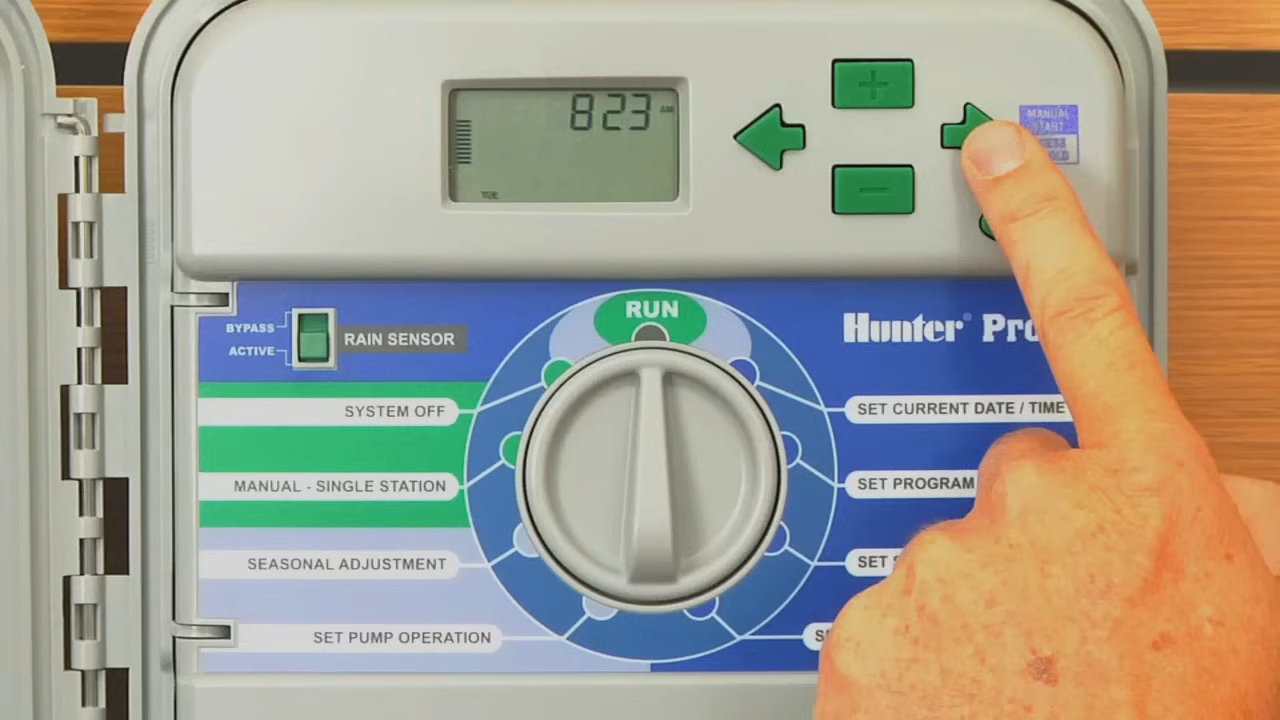 823 AM
TUE
+
-
MANUAL
START
RUN
BYPASS
ACTIVE
RAIN SENSOR
Hunter® Pro
SYSTEM OFF
SET CURRENT DATE / TIME
MANUAL - SINGLE STATION
SET PROGRAM
SEASONAL ADJUSTMENT
SET
SET PUMP OPERATION